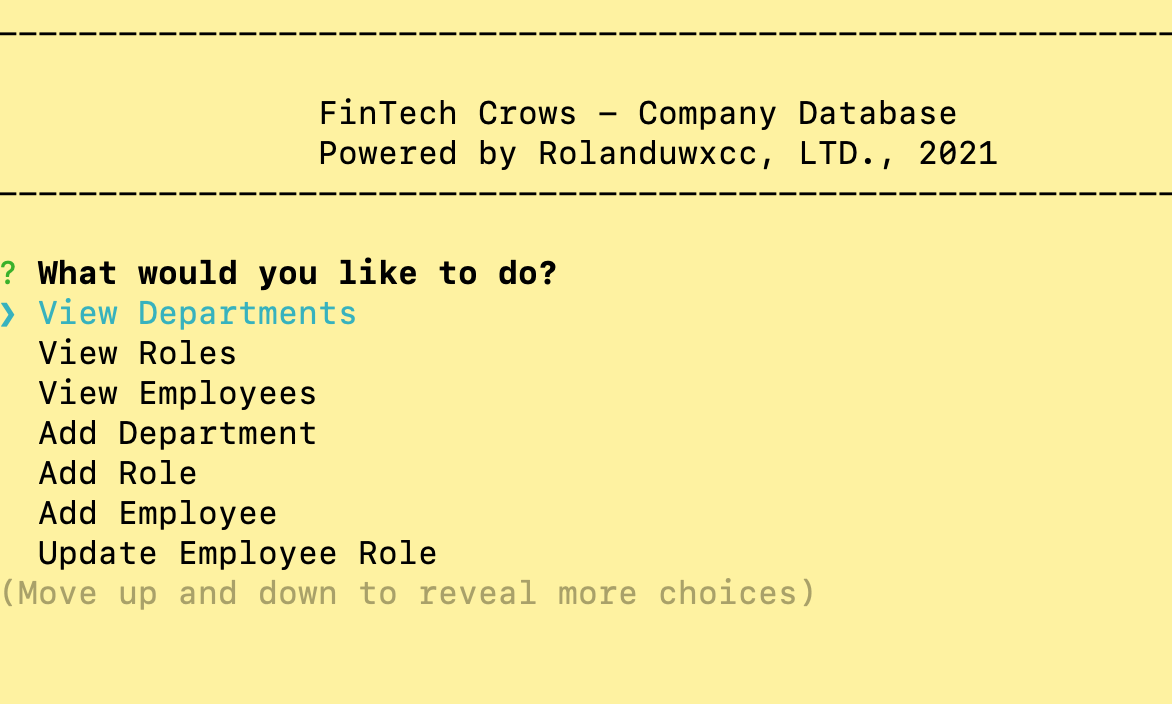 ------------------------------------------------------------
FinTech Crows - Company Database
Powered by Rolanduwxcc, LTD., 2021
------------------------------------------------------------
? What would you like to do?
❯ View Departments
View Roles
View Employees
Add Department
Add Role
Add Employee
Update Employee Role
(Move up and down to reveal more choices)